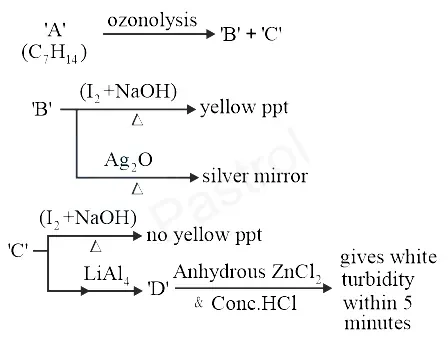 'A' ozonolysis 'B' + 'C'
(C₇H₁₄)
'B' (I₂+NaOH) Δ yellow ppt
Ag₂O Δ silver mirror
'C' (I₂+NaOH) Δ no yellow ppt
LiAl₄ 'D' Anhydrous ZnCl₂ & Conc.HCl gives white
turbidity
within 5
minutes